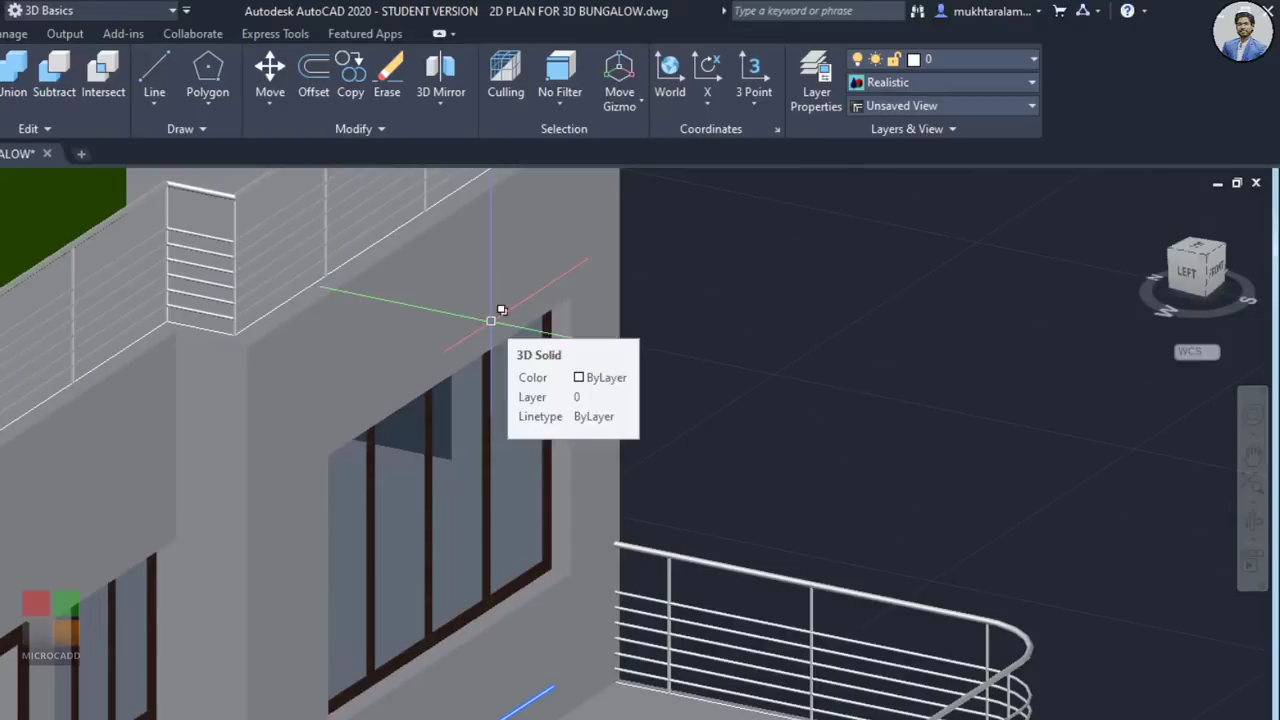 3D Basics
Autodesk AutoCAD 2020 - STUDENT VERSION 2D PLAN FOR 3D BUNGALOW.dwg
Type a keyword or phrase
mukhtaralam...
nage Output Add-ins Collaborate Express Tools Featured Apps
Union Subtract Intersect Line Polygon Move Offset Copy Erase 3D Mirror Culling No Filter Move Gizmo World X 3 Point Layer Properties
0
Realistic
Unsaved View
Edit Draw Modify Selection Coordinates Layers & View
ALOW*
LEFT
W
S
WCS
3D Solid
Color ByLayer
Layer 0
Linetype ByLayer
MICROCADD